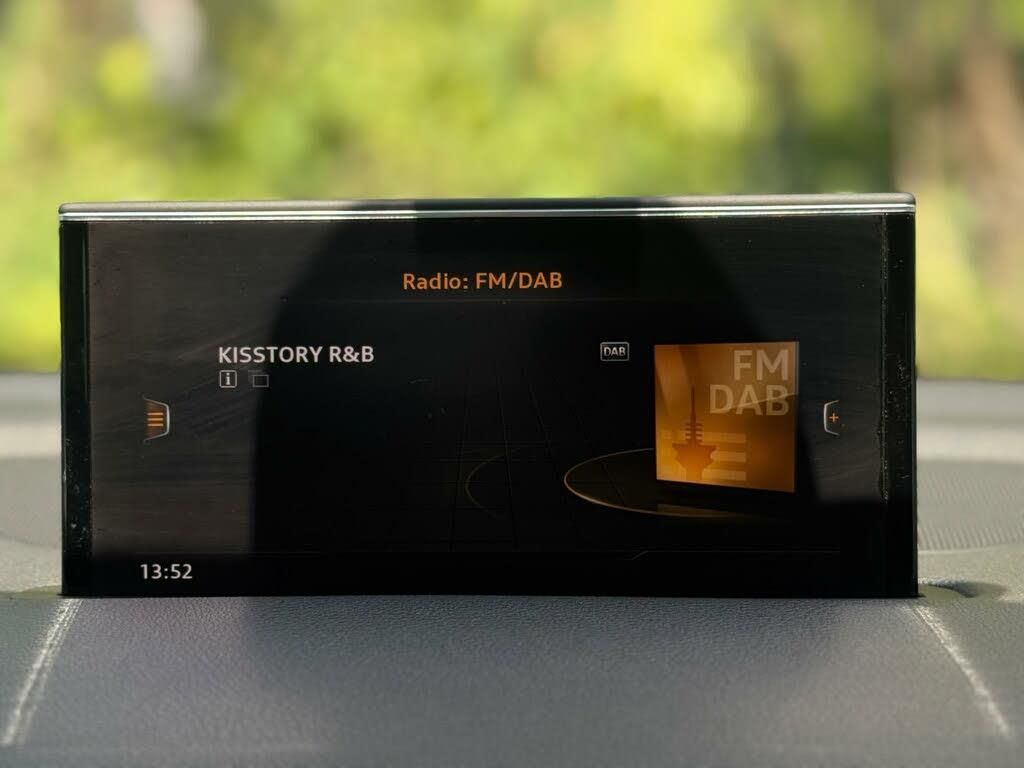 Radio: FM/DAB
KISSTORY R&B
DAB
i
FM
DAB
+
13:52